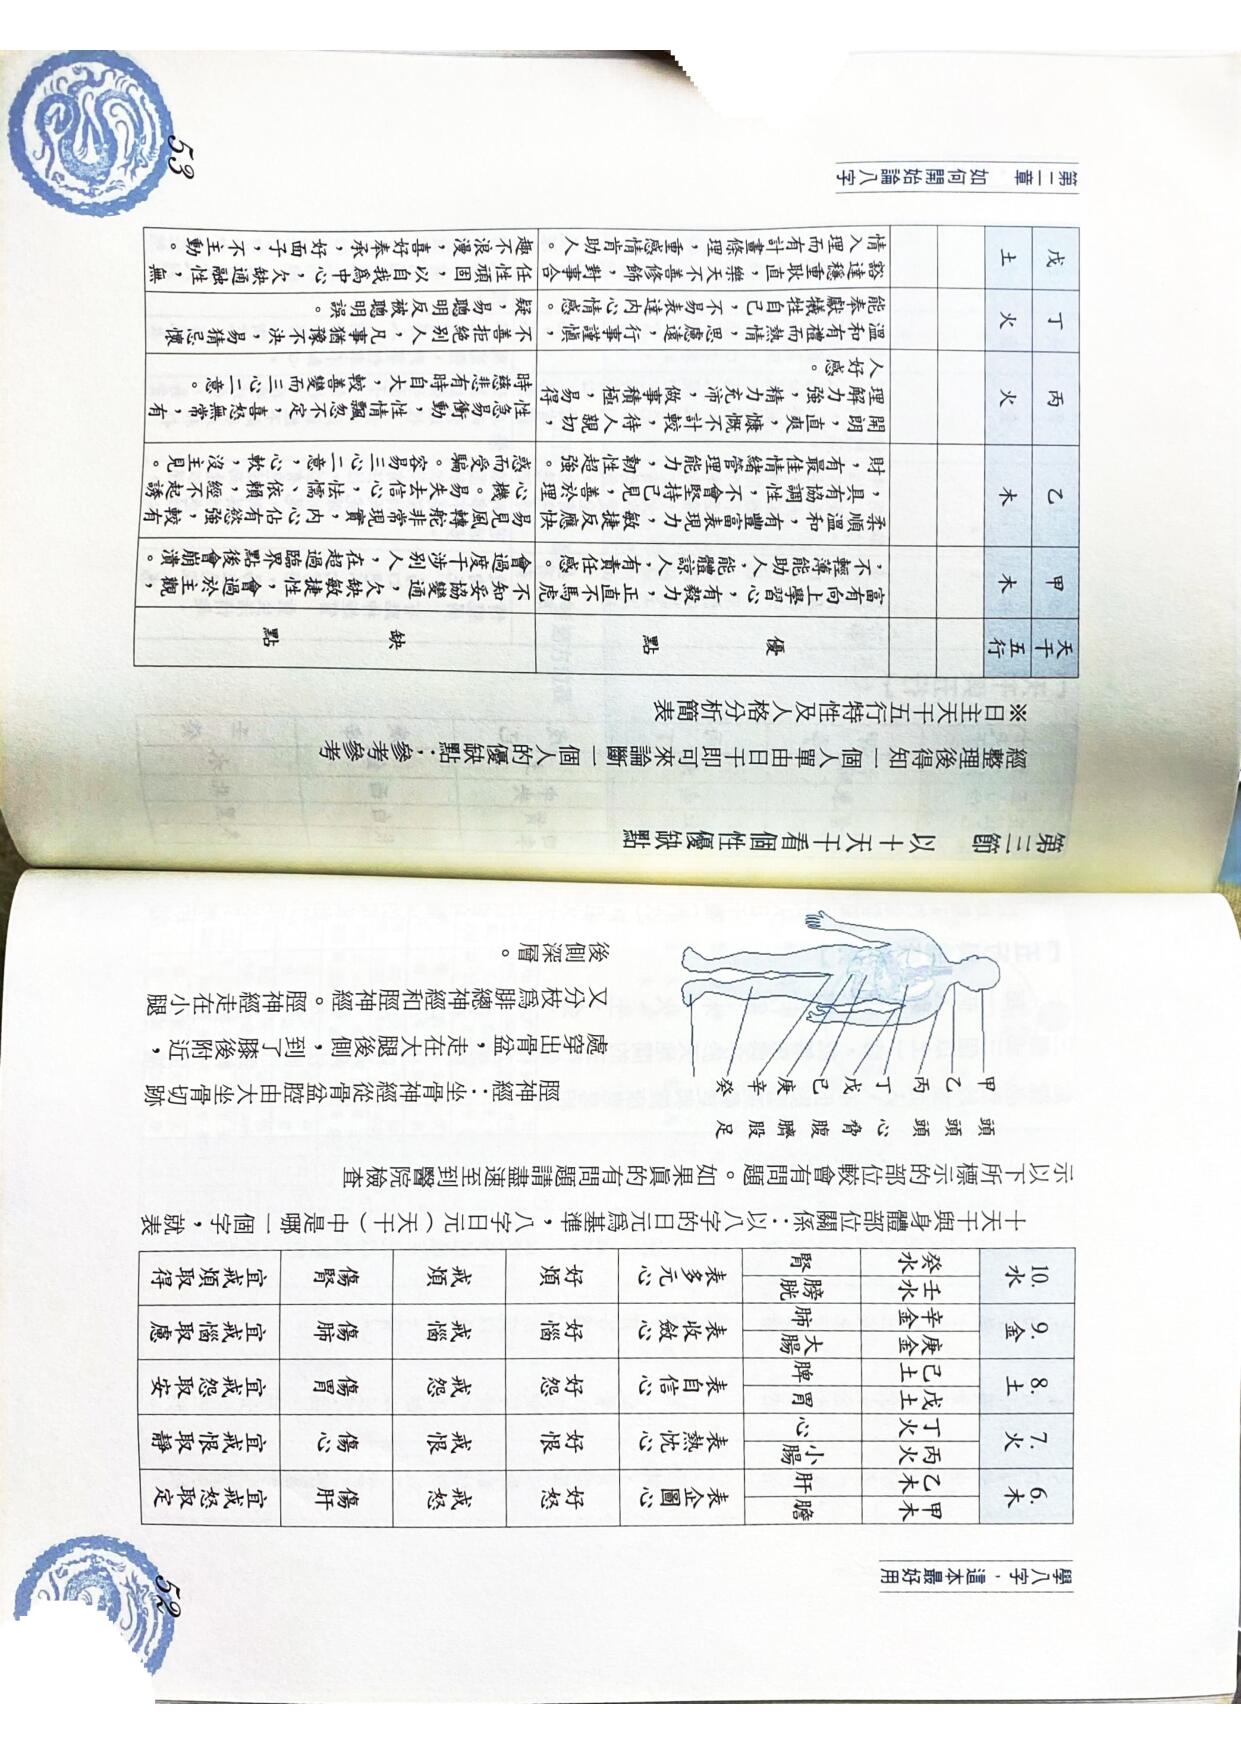 學八字，這本最好用
6.木
甲木
乙木
膽
肝
表企圖心
好怒
戒怒
傷肝
宜戒怒取定
7.火
丙火
丁火
小腸
心
表熱忱心
好恨
戒恨
傷心
宜戒恨取靜
8.土
戊土
己土
胃
脾
表自信心
好怨
戒怨
傷胃
宜戒怨取安
9.金
庚金
辛金
大腸
肺
表收斂心
好惱
戒惱
傷肺
宜戒惱取慮
10.水
壬水
癸水
膀胱
腎
表多元心
好煩
戒煩
傷腎
宜戒煩取得
十天干與身體部位關係：以八字的日元為基準，八字日元（天干）中是哪一個字，就表
示以下所標示的部位較會有問題。如果真的有問題請盡速至到醫院檢查
甲 頭
乙 頭
丙 頭
丁 心
戊 脅
巳 腹
庚 臍
辛 股
癸 足
脛神經：坐骨神經從骨盆腔由大坐骨切跡
處穿出骨盆，走在大腿後側，到了膝後附近，
又分枝為腓總神經和脛神經。脛神經走在小腿
後側深層。
52
第三節 以十天干看個性優缺點
經整理後得知一個人單由日干即可來論斷一個人的優缺點；參考參考
※日主天干五行特性及人格分析簡表
天干
五行
優點
缺點
甲
木
富有向上學習心，有毅力，正直不馬虎
，不輕薄能助人，能體諒人，有責任感。
不知妥協變通，欠缺敏捷性，會過於主觀，
會過度干涉別人，在超過臨界點後會崩潰。
乙
木
柔順溫和，有豐富表現力，敏捷反應快
，具有協調性，不會堅持己見，善於理
財，有最佳情緒管理能力，韌性超強。
易見風轉舵非常現實，內心佔有慾強，較有
心機。易失去信心，怯懦、依賴，經不起誘
惑而受騙。容易三心二意，心軟，沒主見。
丙
火
開朗，直爽，慷慨不計較，待人親切，
理解力強，精力充沛，做事積極，易得
人好感。
性急易衝動，性情飄忽不定，喜怒無常，有
時慈悲有時自大，較善變而三心二意。
丁
火
溫和有禮而熱情，思慮遠，行事謹慎，
能奉獻犧牲自己，不易表達內心情感。
不善拒絕別人，凡事猶豫不決，易猜忌懷
疑，易聰明反被聰明誤。
戊
土
豁達穩重耿直，樂天不善修飾，對事合
情入理而有計畫條理，重感情肯助人。
任性頑固，以自我為中心，欠缺通融性，無
趣不浪漫，喜好奉承，好面子，不主動。
第二章 如何開始論八字
53